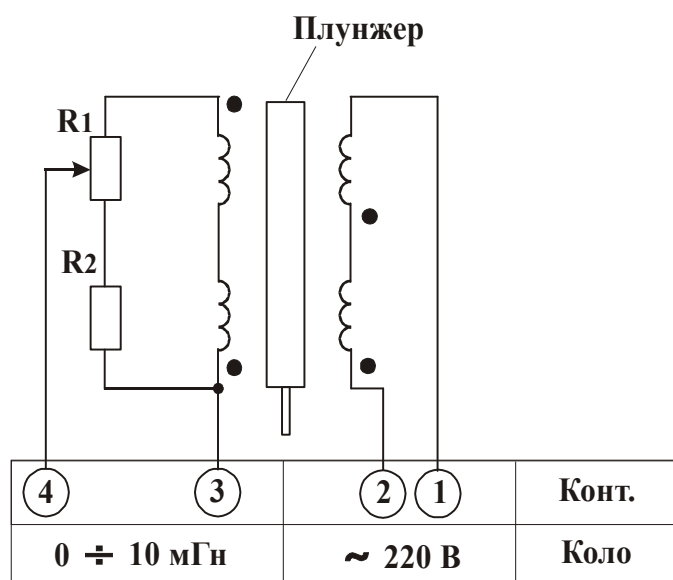 Плунжер
R1
R2
4 3 2 1 Конт.
0 ÷ 10 мГн ~ 220 В Коло